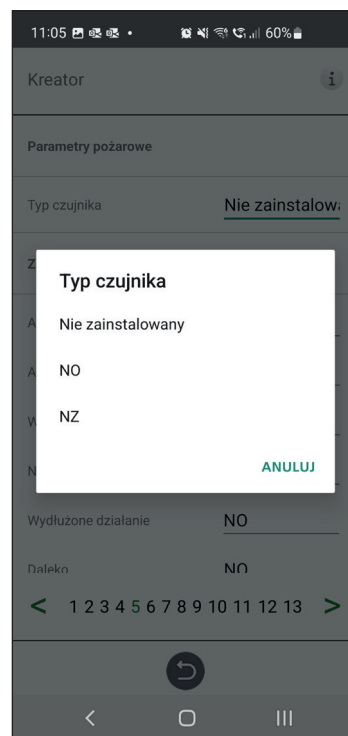 11:05 60%
Kreator i
Parametry pożarowe
Typ czujnika Nie zainstalowa
Z
Typ czujnika
A
Nie zainstalowany
A
NO
W
NZ
N
ANULUJ
Wydłużone działanie NO
Daleko NO
< 1 2 3 4 5 6 7 8 9 10 11 12 13 >